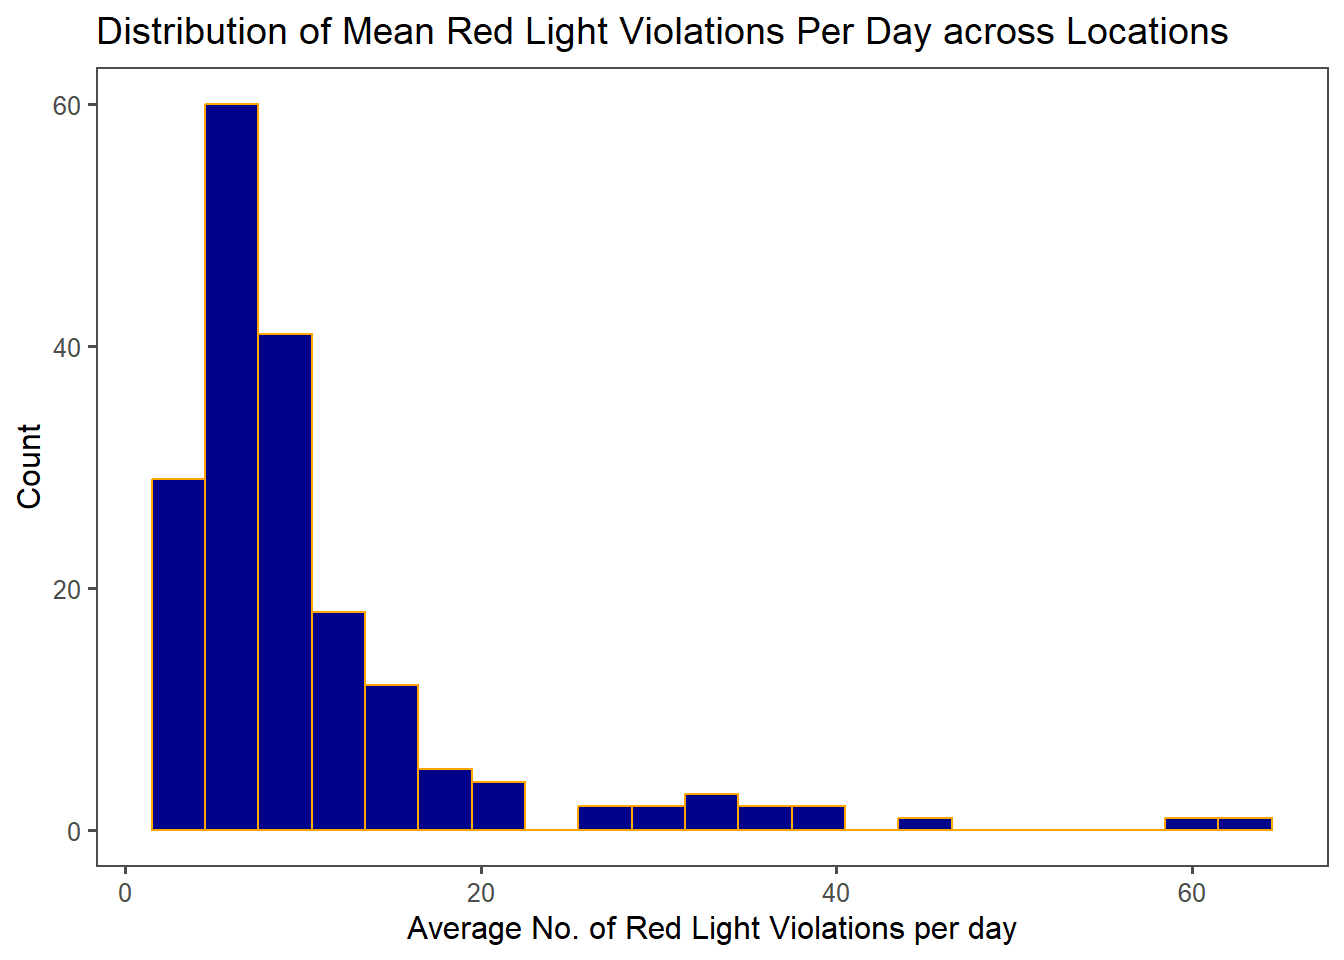 Distribution of Mean Red Light Violations Per Day across Locations
60
40
20
0
Count
0 20 40 60
Average No. of Red Light Violations per day